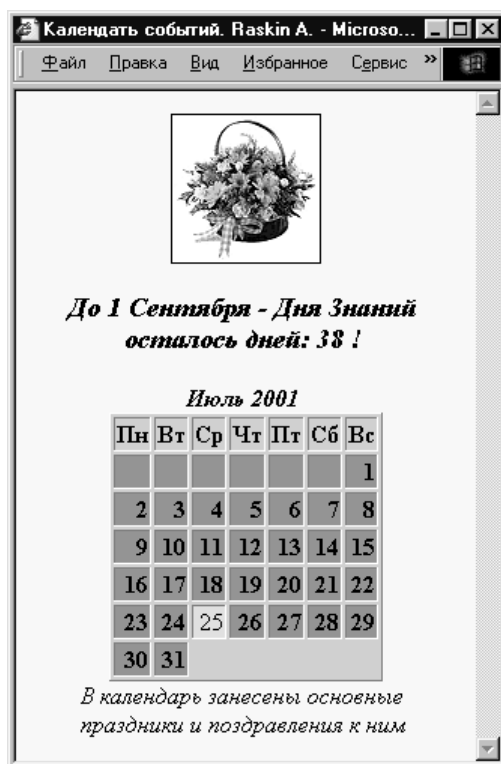 Календать событий. Raskin A. - Microso...
Файл Правка Вид Избранное Сервис »
До 1 Сентября - Дня Знаний
осталось дней: 38 !
Июль 2001
Пн Вт Ср Чт Пт Сб Вс
1
2 3 4 5 6 7 8
9 10 11 12 13 14 15
16 17 18 19 20 21 22
23 24 25 26 27 28 29
30 31
В календарь занесены основные
праздники и поздравления к ним